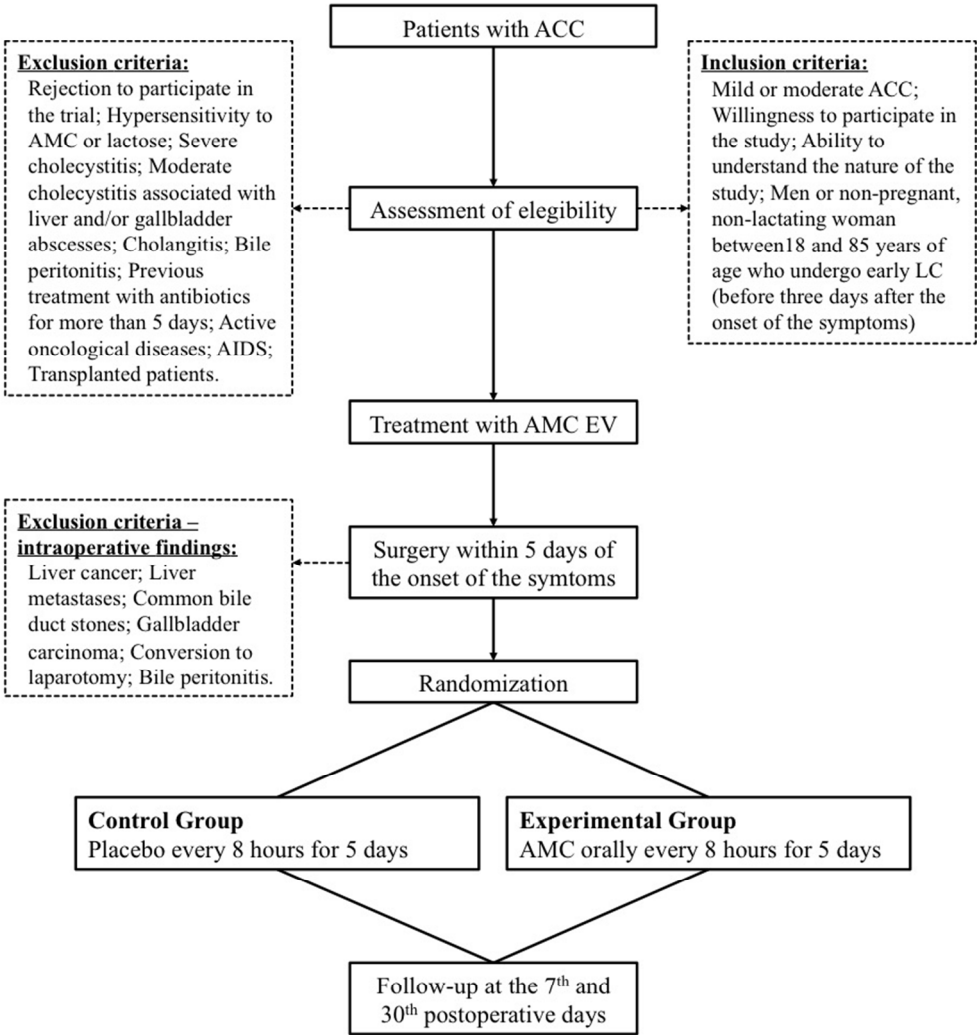 Patients with ACC
Exclusion criteria:
Rejection to participate in
the trial; Hypersensitivity to
AMC or lactose; Severe
cholecystitis; Moderate
cholecystitis associated with
liver and/or gallbladder
abscesses; Cholangitis; Bile
peritonitis; Previous
treatment with antibiotics
for more than 5 days; Active
oncological diseases; AIDS;
Transplanted patients.
Inclusion criteria:
Mild or moderate ACC;
Willingness to participate in
the study; Ability to
understand the nature of the
study; Men or non-pregnant,
non-lactating woman
between18 and 85 years of
age who undergo early LC
(before three days after the
onset of the symptoms)
Assessment of elegibility
Treatment with AMC EV
Exclusion criteria –
intraoperative findings:
Liver cancer; Liver
metastases; Common bile
duct stones; Gallbladder
carcinoma; Conversion to
laparotomy; Bile peritonitis.
Surgery within 5 days of
the onset of the symtoms
Randomization
Control Group
Placebo every 8 hours for 5 days
Experimental Group
AMC orally every 8 hours for 5 days
Follow-up at the 7th and
30th postoperative days